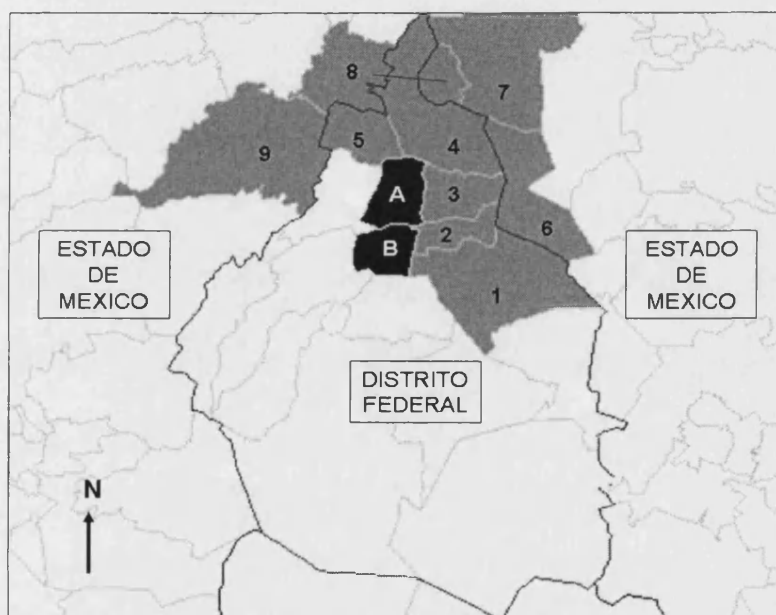 8
7
5
4
9
A
3
2
6
B
1
ESTADO
DE
MEXICO
ESTADO
DE
MEXICO
DISTRITO
FEDERAL
N